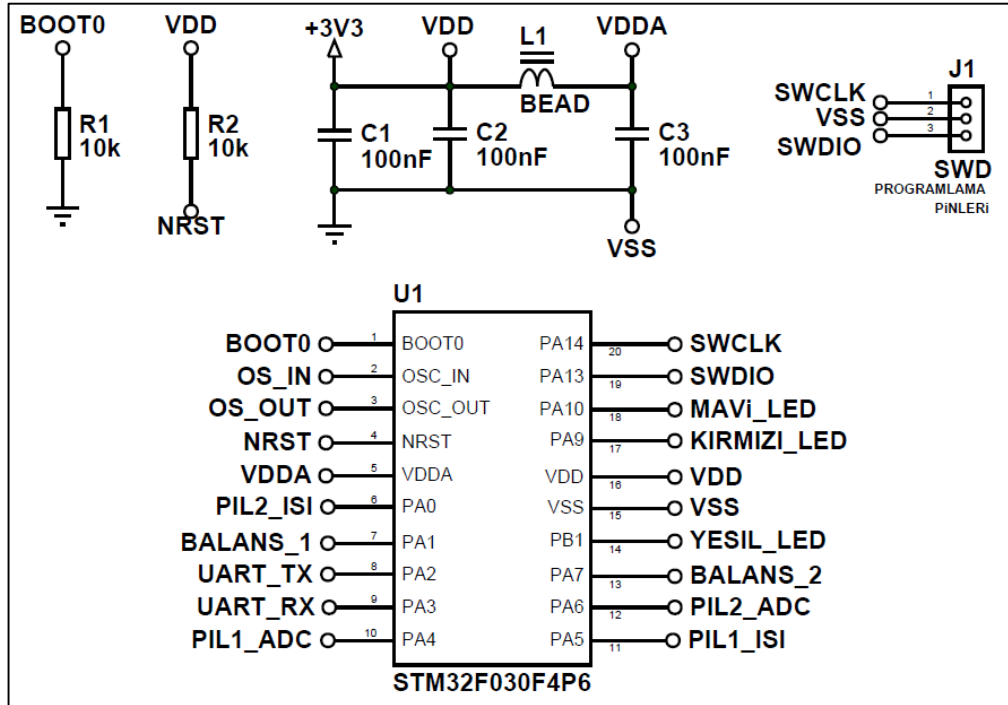 BOOT0
VDD
R1
10k
R2
10k
NRST
+3V3
VDD
L1
VDDA
BEAD
C1
100nF
C2
100nF
C3
100nF
VSS
J1
SWCLK
1
VSS
2
SWDIO
3
SWD
PROGRAMLAMA
PiNLERi
U1
BOOT0 1 BOOT0 PA14 20 SWCLK
OS_IN 2 OSC_IN PA13 19 SWDIO
OS_OUT 3 OSC_OUT PA10 18 MAVi_LED
NRST 4 NRST PA9 17 KIRMIZI_LED
VDDA 5 VDDA VDD 16 VDD
PIL2_ISI 6 PA0 VSS 15 VSS
BALANS_1 7 PA1 PB1 14 YESIL_LED
UART_TX 8 PA2 PA7 13 BALANS_2
UART_RX 9 PA3 PA6 12 PIL2_ADC
PIL1_ADC 10 PA4 PA5 11 PIL1_ISI
STM32F030F4P6